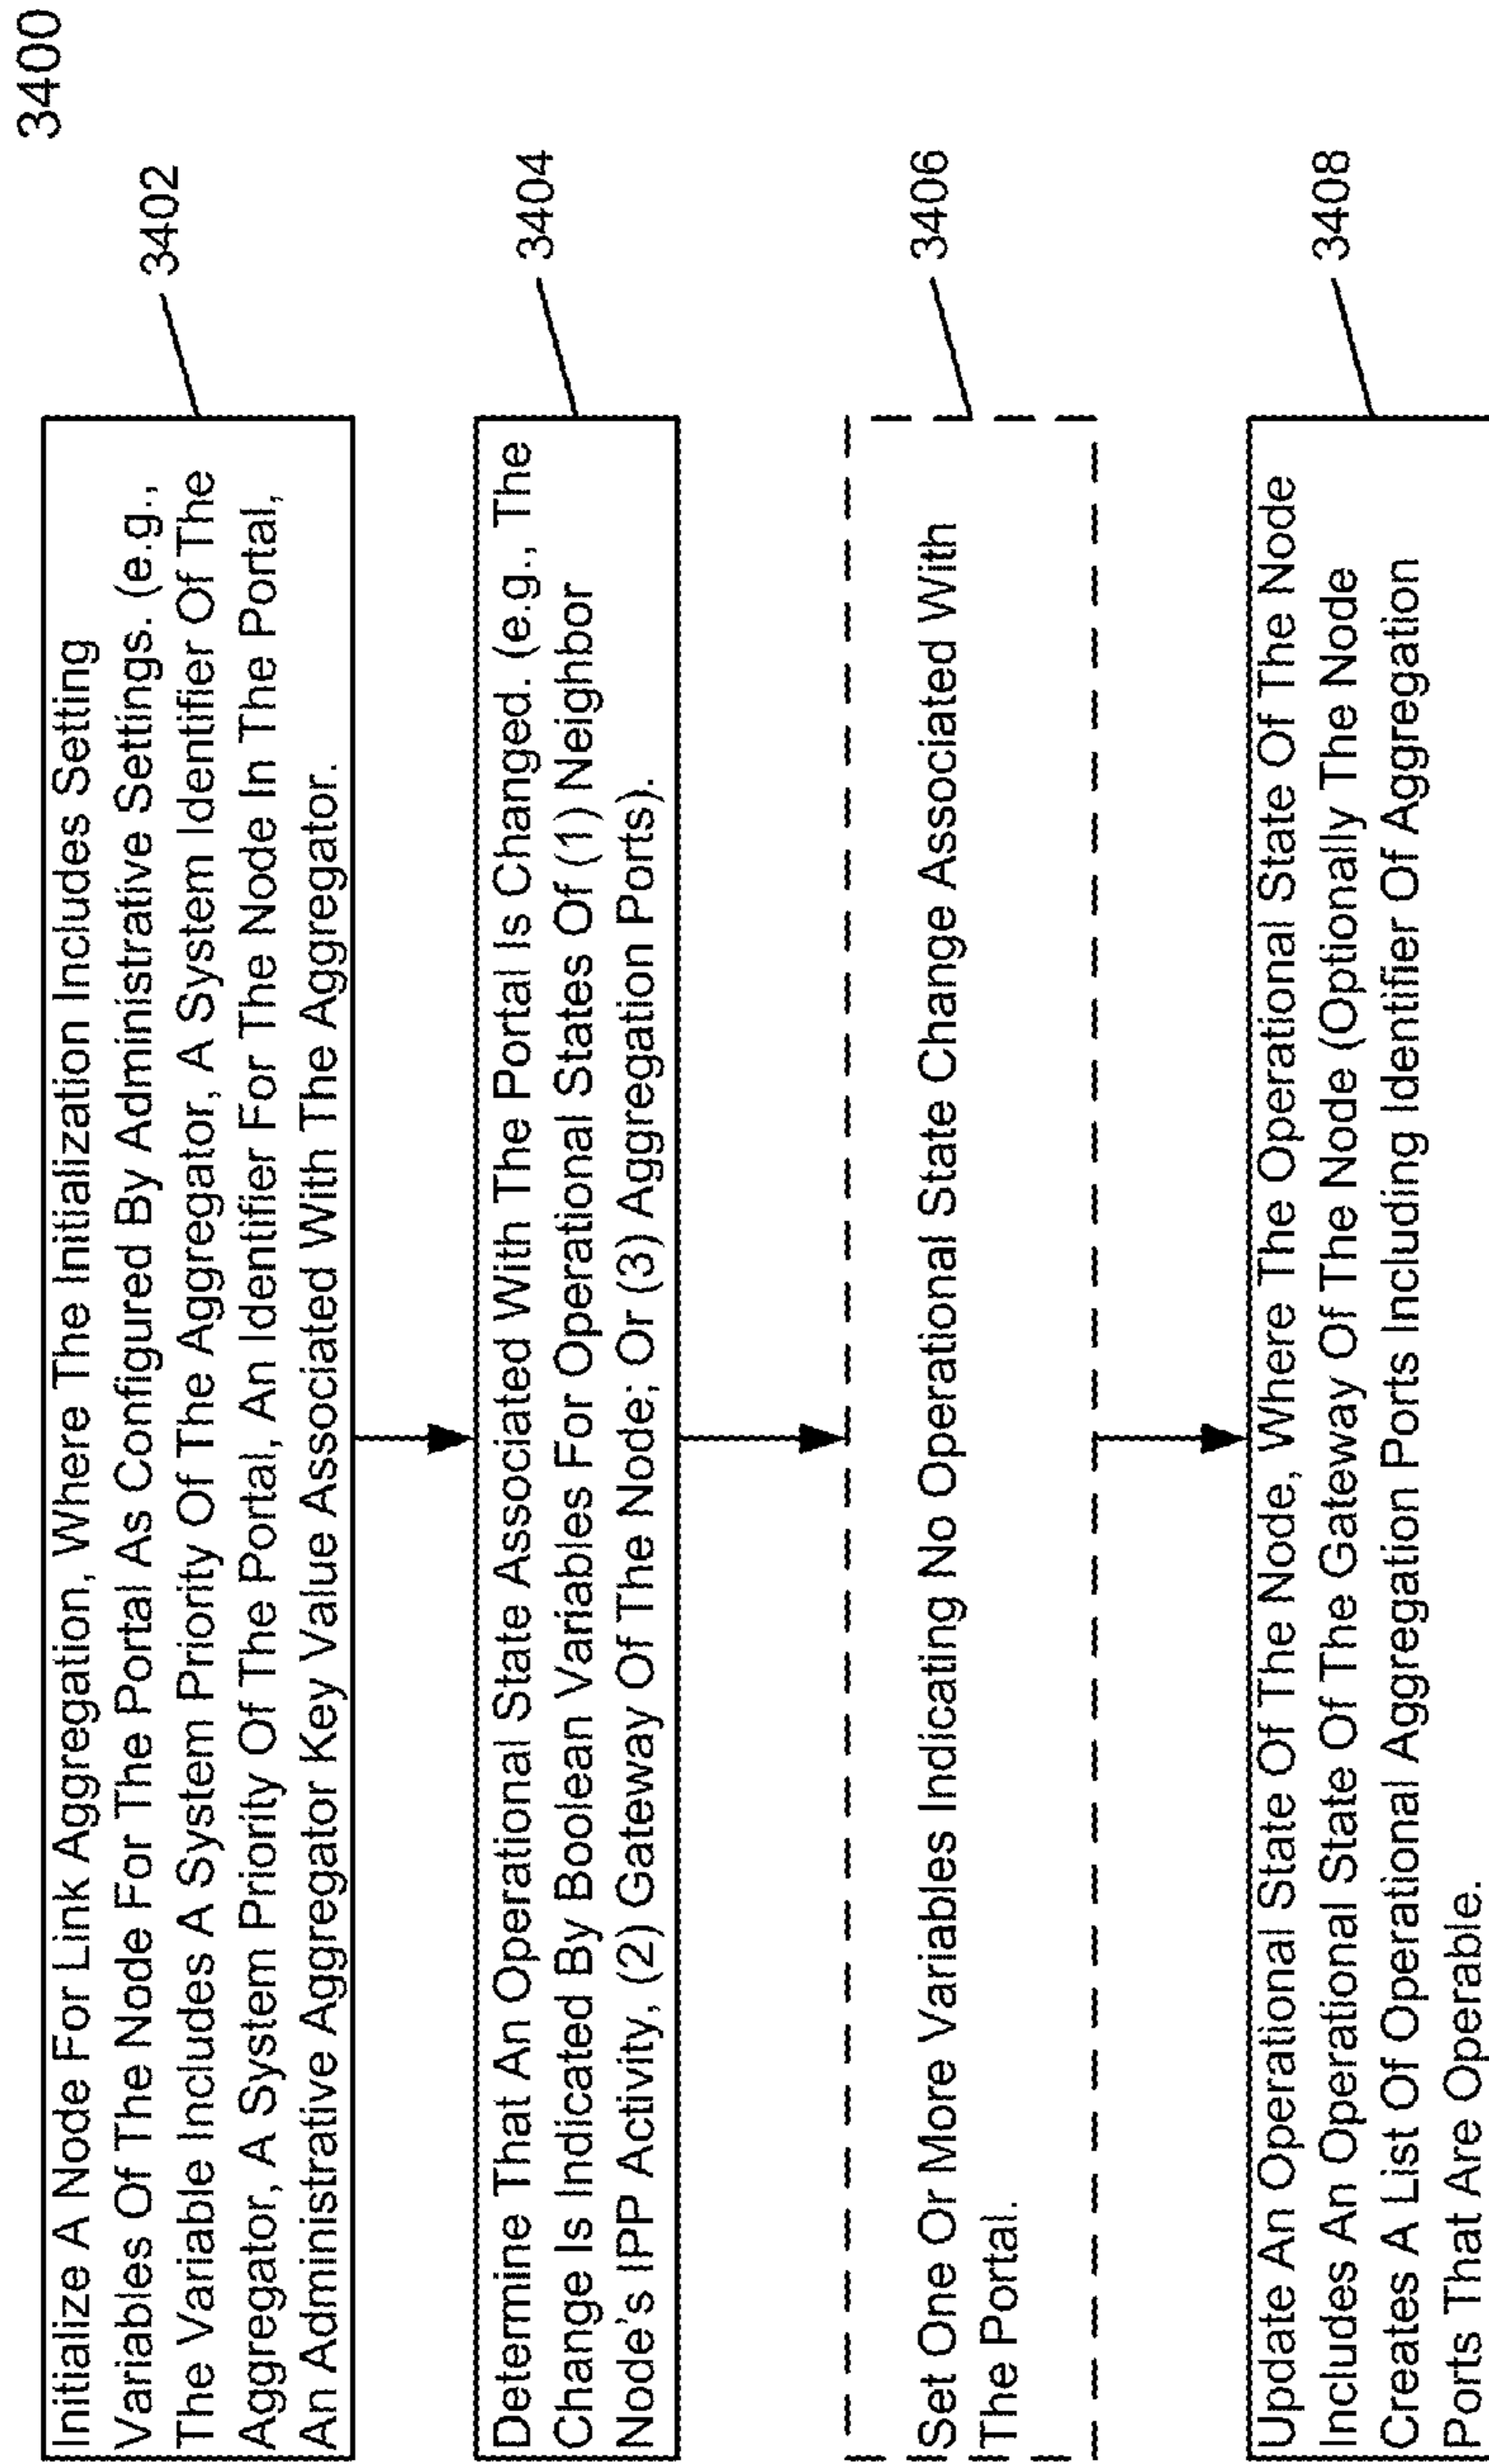 3400
Initialize A Node For Link Aggregation, Where The Initialization Includes Setting
Variables Of The Node For The Portal As Configured By Administrative Settings. (e.g.,
The Variable Includes A System Priority Of The Aggregator, A System Identifier Of The
Aggregator, A System Priority Of The Portal, An Identifier For The Node In The Portal,
An Administrative Aggregator Key Value Associated With The Aggregator.
3402
Determine That An Operational State Associated With The Portal Is Changed. (e.g., The
Change Is Indicated By Boolean Variables For Operational States Of (1) Neighbor
Node's IPP Activity, (2) Gateway Of The Node; Or (3) Aggregation Ports).
3404
Set One Or More Variables Indicating No Operational State Change Associated With
The Portal.
3406
Update An Operational State Of The Node, Where The Operational State Of The Node
Includes An Operational State Of The Gateway Of The Node (Optionally The Node
Creates A List Of Operational Aggregation Ports Including Identifier Of Aggregation
Ports That Are Operable.
3408